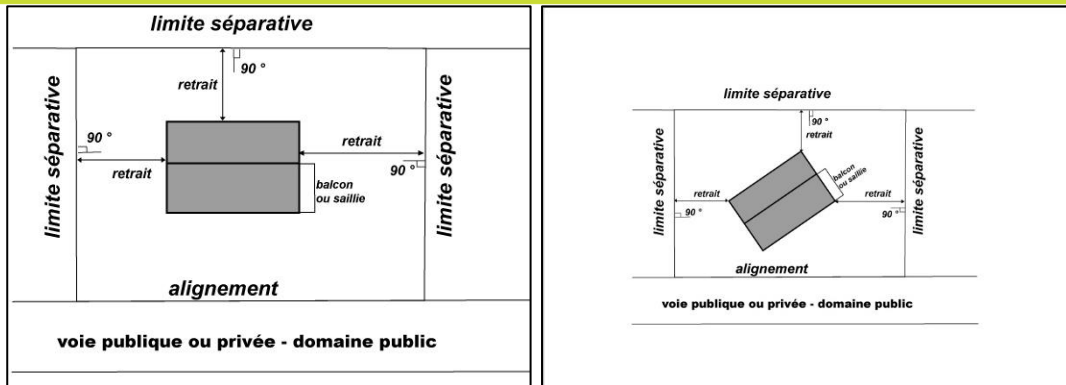 limite séparative
90 °
retrait
limite séparative
90 °
retrait
retrait
90 °
balcon
ou saillie
limite séparative
alignement
voie publique ou privée - domaine public
limite séparative
90 °
retrait
limite séparative
retrait
90 °
balcon
ou saillie
retrait
90 °
limite séparative
alignement
voie publique ou privée - domaine public